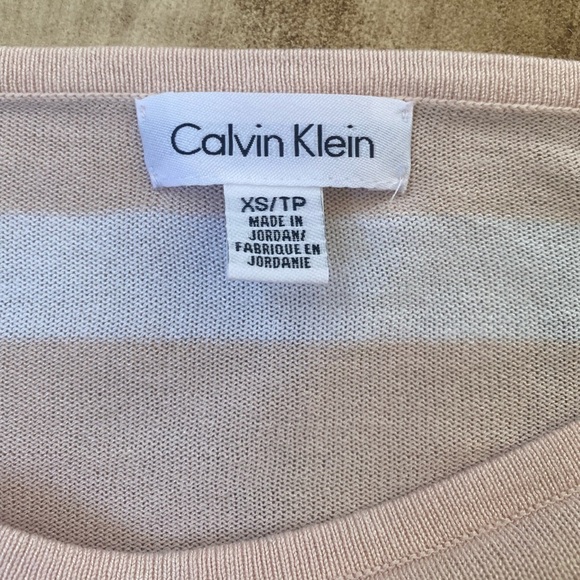 Calvin Klein
XS/TP
MADE IN
JORDAN/
FABRIQUE EN
JORDANIE